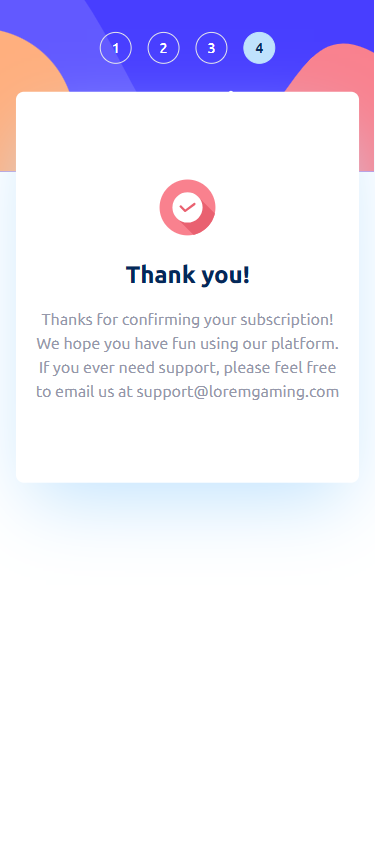 1 2 3 4
Thank you!
Thanks for confirming your subscription!
We hope you have fun using our platform.
If you ever need support, please feel free
to email us at support@loremgaming.com